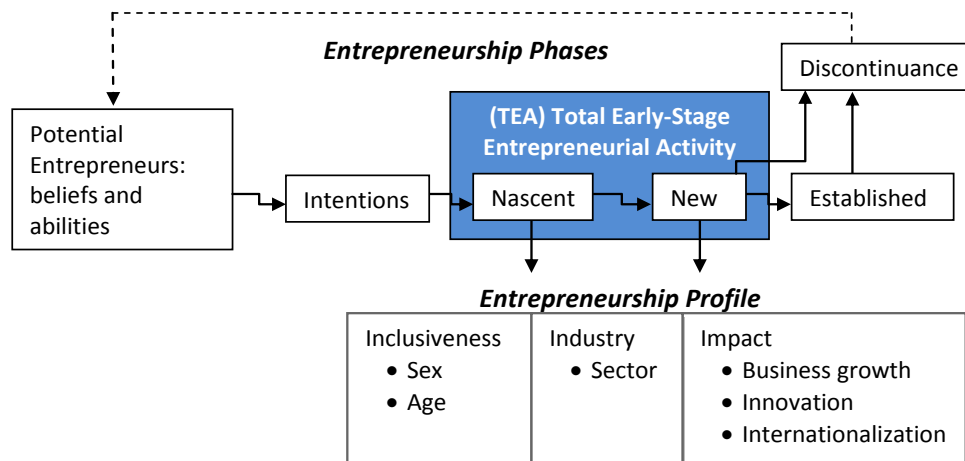 Entrepreneurship Phases
Discontinuance
(TEA) Total Early-Stage
Entrepreneurial Activity
Potential
Entrepreneurs:
beliefs and
abilities
Intentions
Nascent
New
Established
Entrepreneurship Profile
Inclusiveness
• Sex
• Age
Industry
• Sector
Impact
• Business growth
• Innovation
• Internationalization